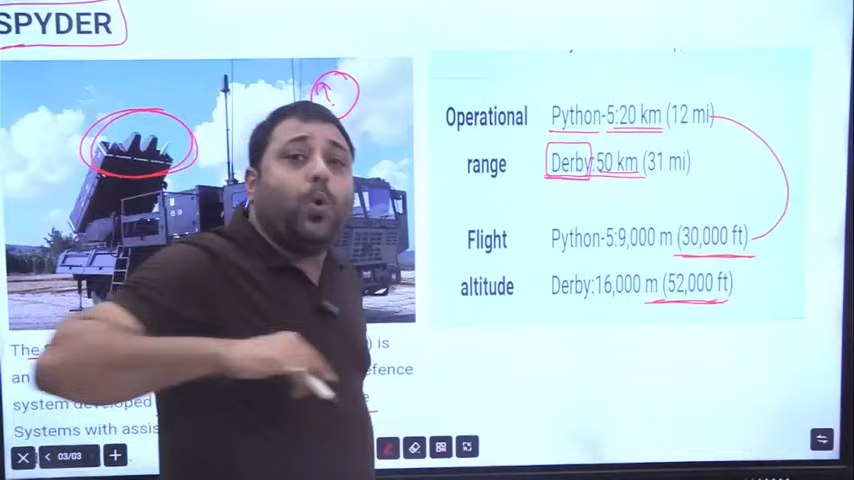 SPYDER
Operational Python-5:20 km (12 mi)
range Derby:50 km (31 mi)
Flight Python-5:9,000 m (30,000 ft)
altitude Derby:16,000 m (52,000 ft)
The ) is
an efence
system developed
Systems with assis
03/03